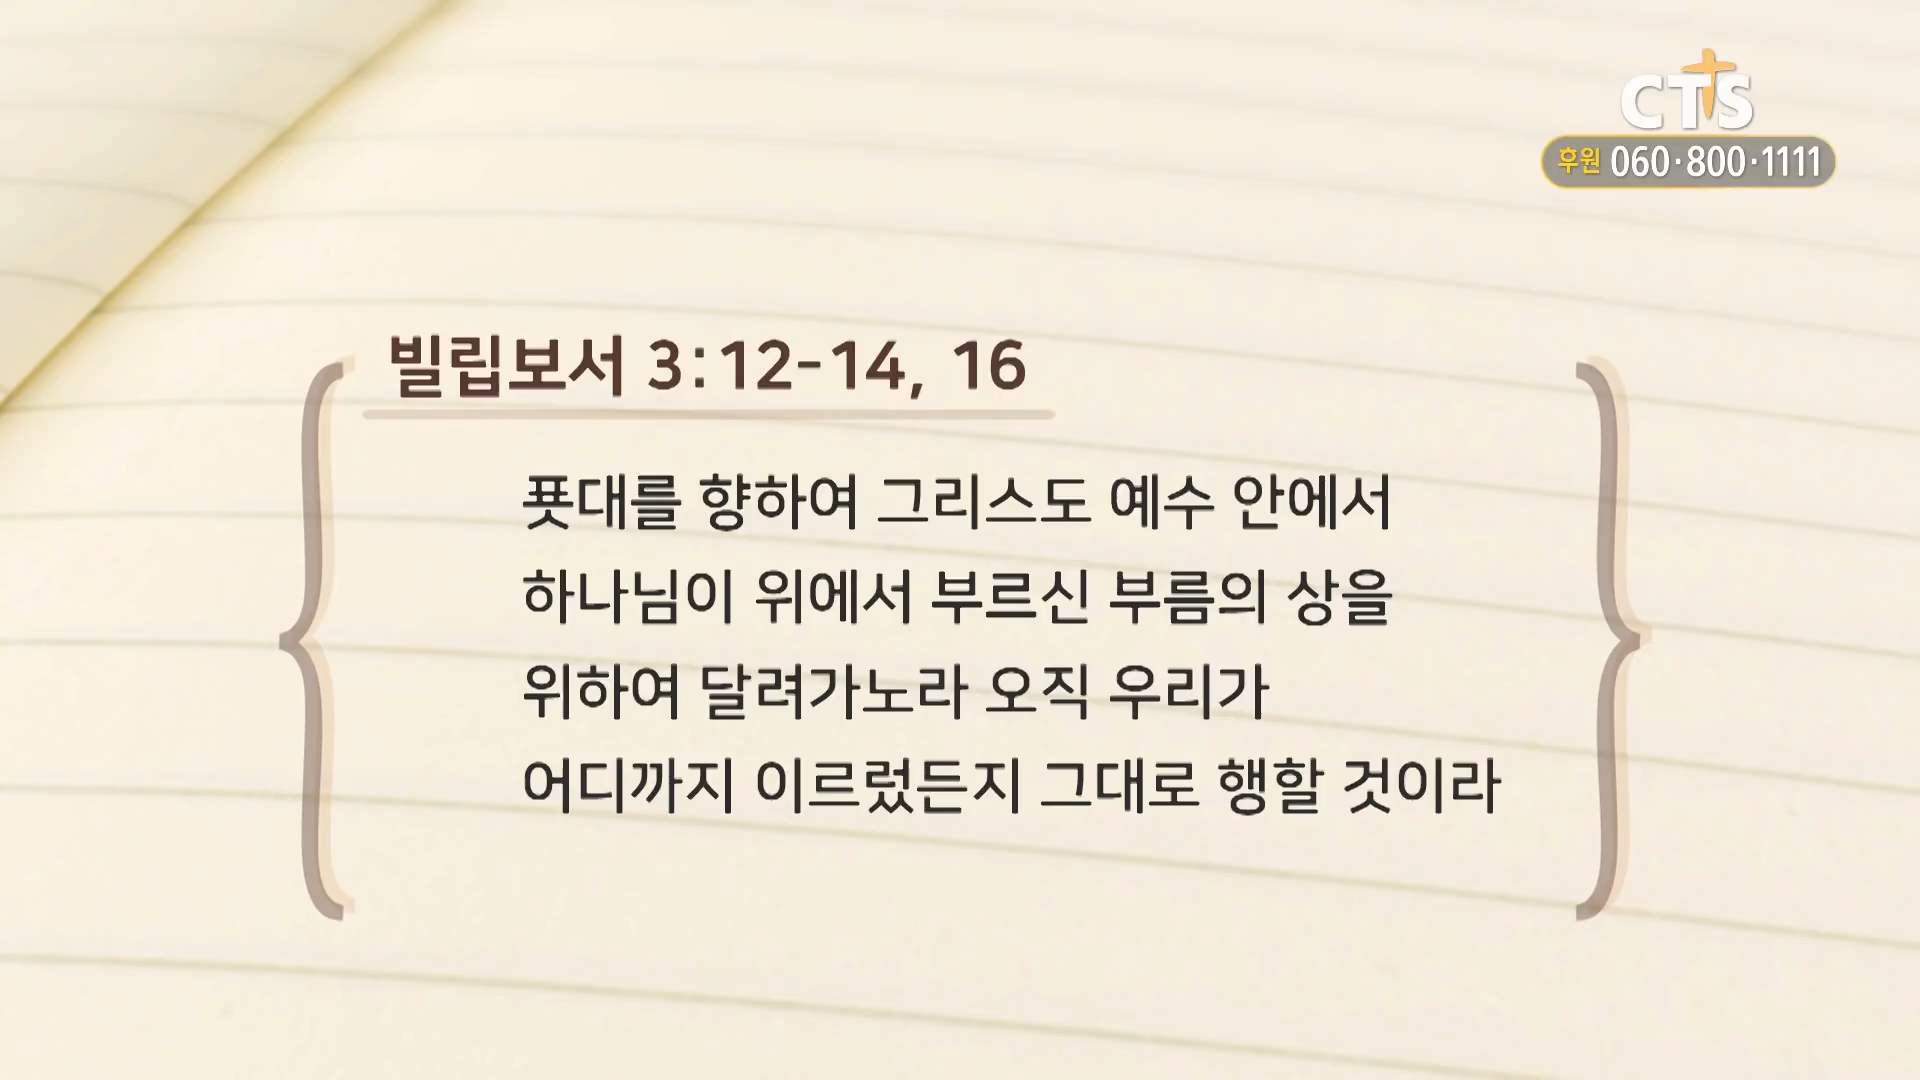 CTS
후원 060·800·1111
빌립보서 3:12-14, 16
푯대를 향하여 그리스도 예수 안에서
하나님이 위에서 부르신 부름의 상을
위하여 달려가노라 오직 우리가
어디까지 이르렀든지 그대로 행할 것이라